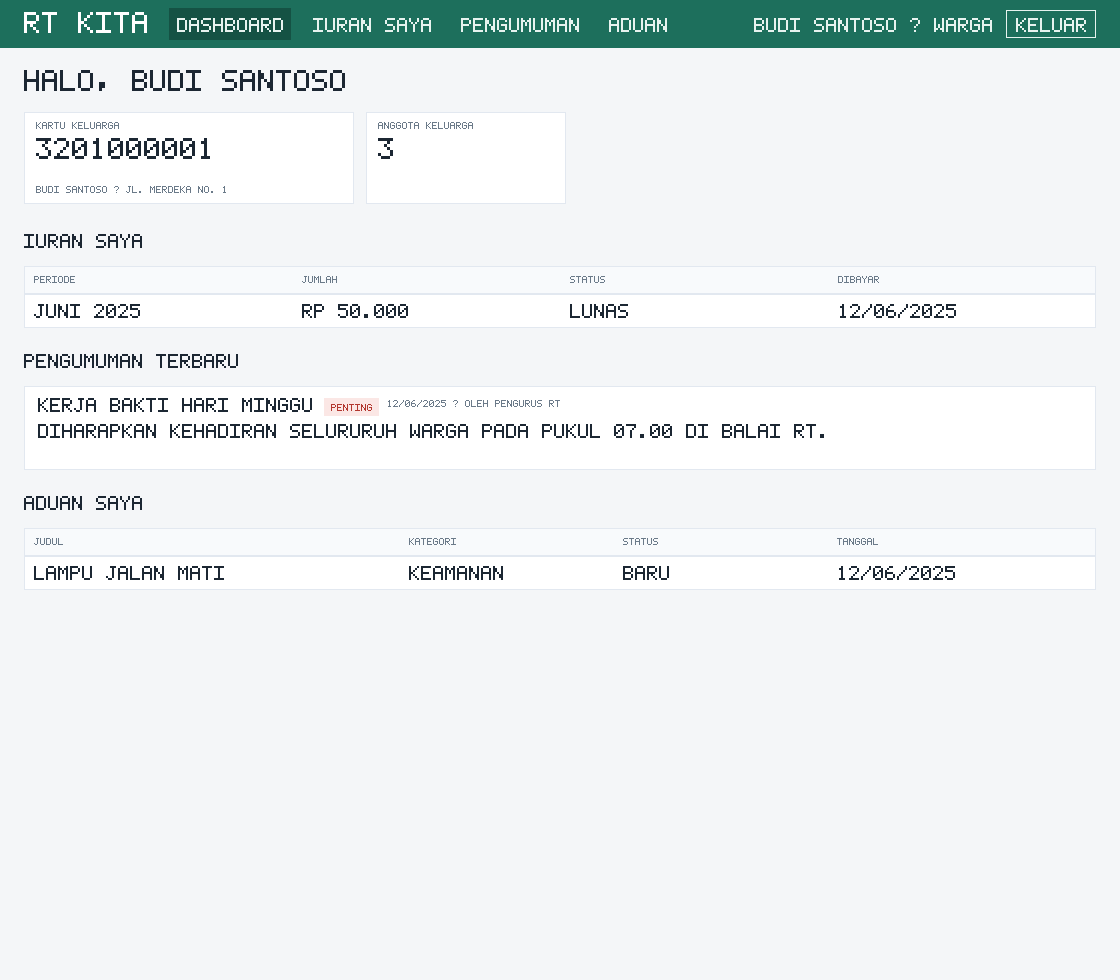 RT KITA DASHBOARD IURAN SAYA PENGUMUMAN ADUAN BUDI SANTOSO ? WARGA KELUAR
HALO, BUDI SANTOSO
KARTU KELUARGA ANGGOTA KELUARGA
3201000001 3
BUDI SANTOSO ? JL. MERDEKA NO. 1
IURAN SAYA
PERIODE JUMLAH STATUS DIBAYAR
JUNI 2025 RP 50.000 LUNAS 12/06/2025
PENGUMUMAN TERBARU
KERJA BAKTI HARI MINGGU PENTING 12/06/2025 ? OLEH PENGURUS RT
DIHARAPKAN KEHADIRAN SELURURUH WARGA PADA PUKUL 07.00 DI BALAI RT.
ADUAN SAYA
JUDUL KATEGORI STATUS TANGGAL
LAMPU JALAN MATI KEAMANAN BARU 12/06/2025